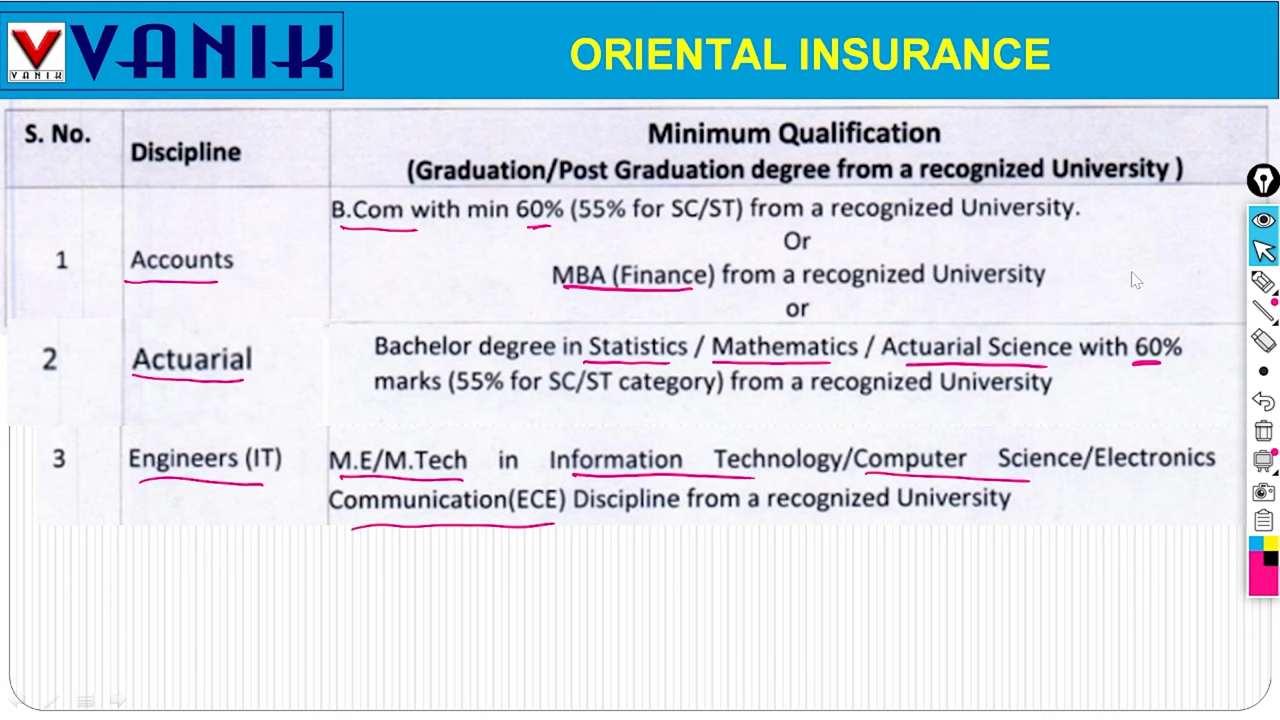 VANIK
VANIK
ORIENTAL INSURANCE
S. No.
Discipline
Minimum Qualification
(Graduation/Post Graduation degree from a recognized University )
1
Accounts
B.Com with min 60% (55% for SC/ST) from a recognized University.
Or
MBA (Finance) from a recognized University
or
2
Actuarial
Bachelor degree in Statistics / Mathematics / Actuarial Science with 60%
marks (55% for SC/ST category) from a recognized University
3
Engineers (IT)
M.E/M.Tech in Information Technology/Computer Science/Electronics
Communication(ECE) Discipline from a recognized University